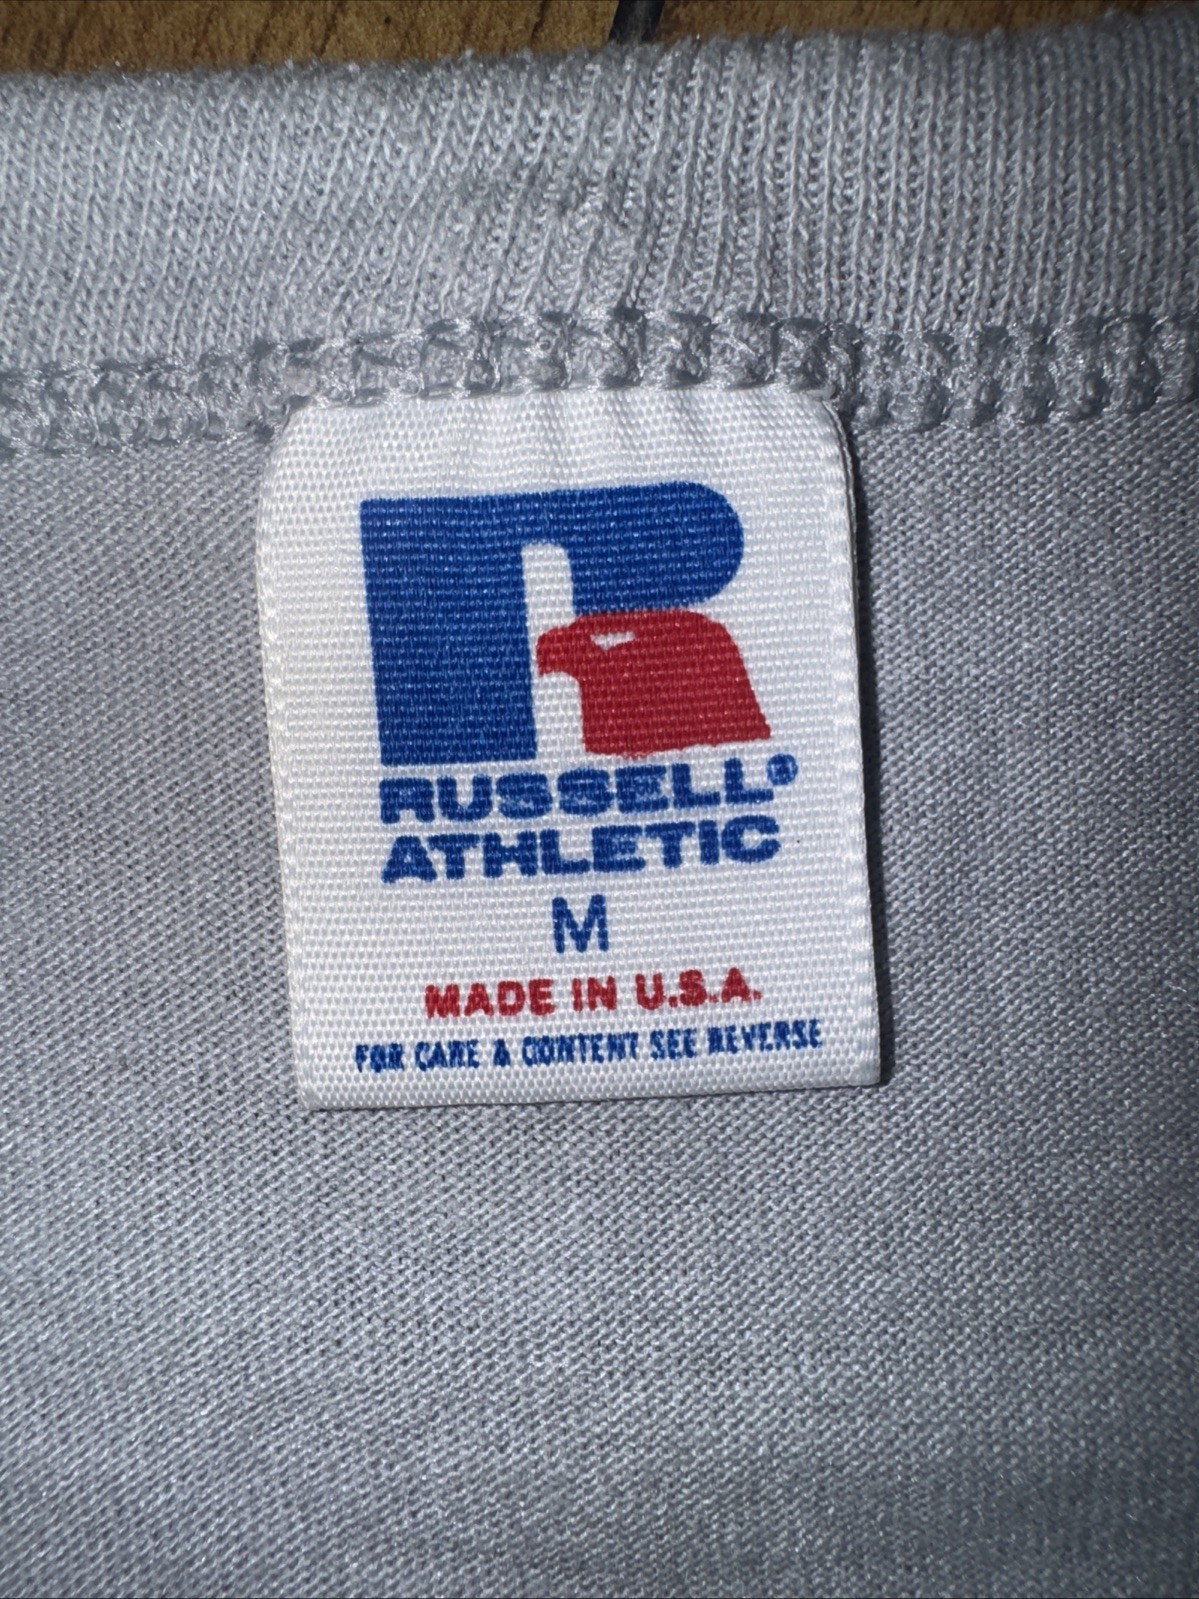 R
RUSSELL®
ATHLETIC
M
MADE IN U.S.A.
FOR CARE & CONTENT SEE REVERSE